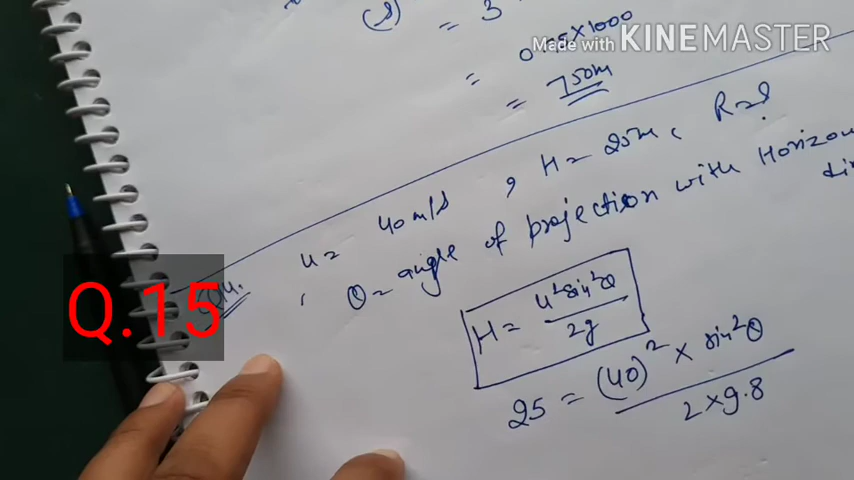 (s) = 3
Made with KINEMASTER
= 0.75×1000
= 750m
u = 40 m/s , H = 25m , R = ?
, θ = angle of projection with Horizon
H = u²sin²θ / 2g
Q.15
25 = (40)² × sin²θ / 2×9.8